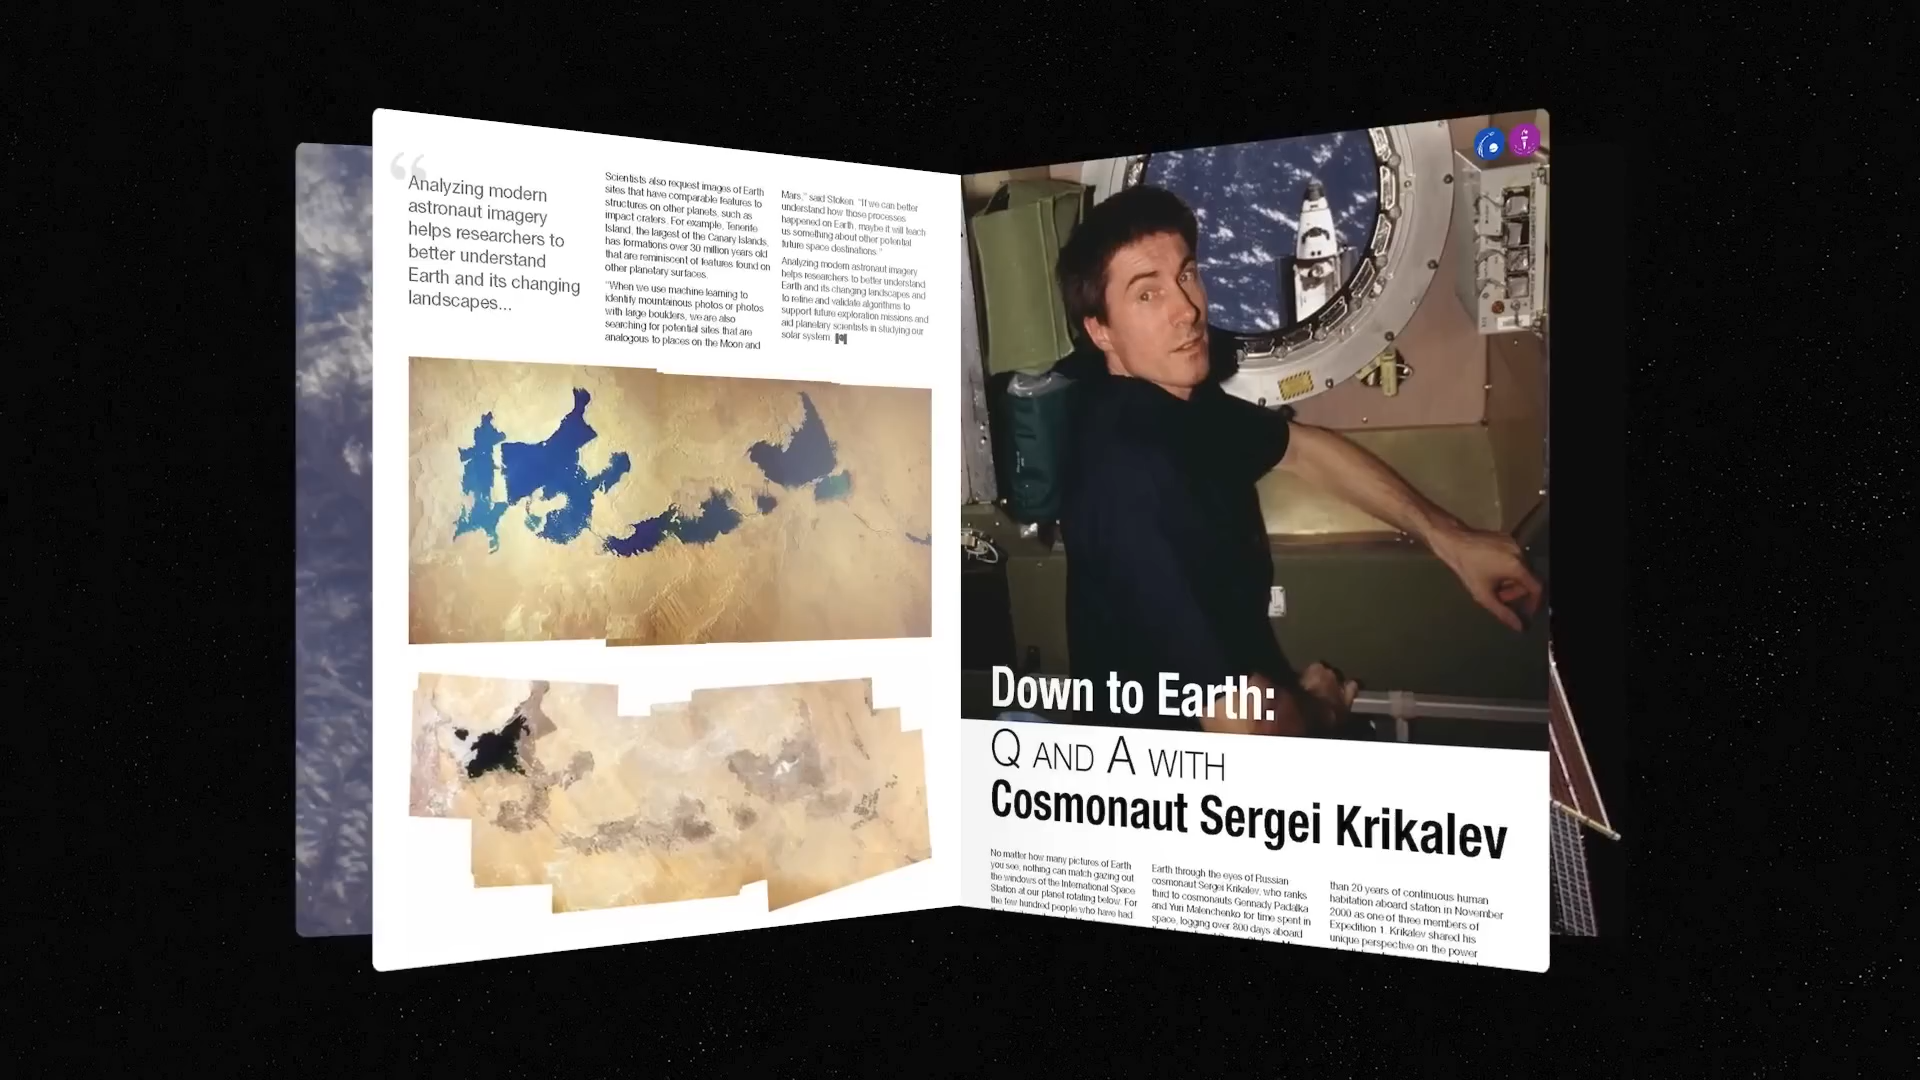 “
Analyzing modern
astronaut imagery
helps researchers to
better understand
Earth and its changing
landscapes...
Scientists also request images of Earth
sites that have comparable features to
structures on other planets, such as
impact craters. For example, Tenerife
Island, the largest of the Canary Islands,
has formations over 30 million years old
that are reminiscent of features found on
other planetary surfaces.
“When we use machine learning to
identify mountainous photos or photos
with large boulders, we are also
searching for potential sites that are
analogous to places on the Moon and
Mars,” said Stoken. “If we can better
understand how those processes
happened on Earth, maybe it will teach
us something about other potential
future space destinations.”
Analyzing modern astronaut imagery
helps researchers to better understand
Earth and its changing landscapes and
to refine and validate algorithms to
support future exploration missions and
aid planetary scientists in studying our
solar system.
Down to Earth:
Q AND A WITH
Cosmonaut Sergei Krikalev
No matter how many pictures of Earth
you see, nothing can match gazing out
the windows of the International Space
Station at our planet rotating below. For
the few hundred people who have had
Earth through the eyes of Russian
cosmonaut Sergei Krikalev, who ranks
third to cosmonauts Gennady Padalka
and Yuri Malenchenko for time spent in
space, logging over 800 days aboard
than 20 years of continuous human
habitation aboard station in November
2000 as one of three members of
Expedition 1. Krikalev shared his
unique perspective on the power